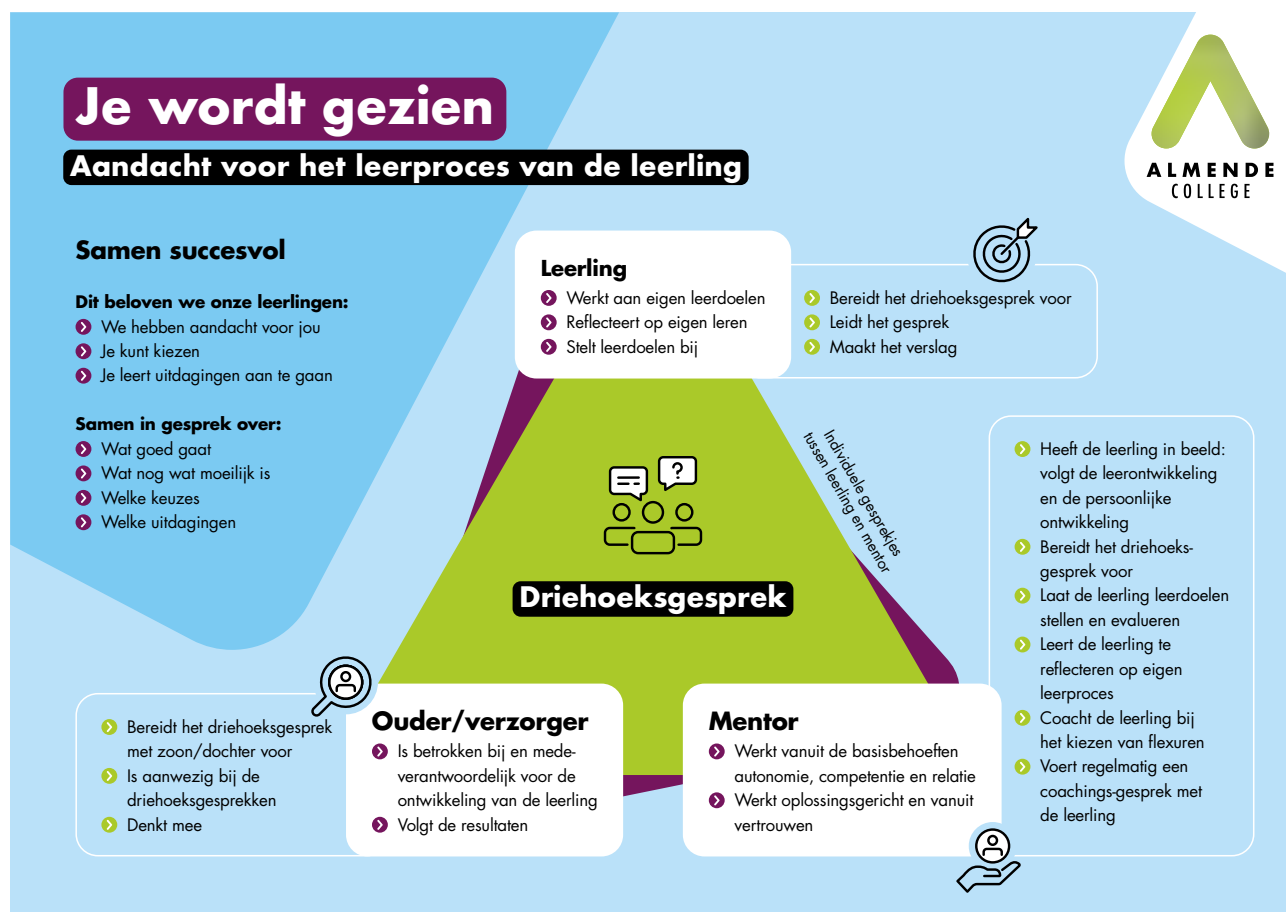 Je wordt gezien
Aandacht voor het leerproces van de leerling
ALMENDE
COLLEGE
Samen succesvol
Dit beloven we onze leerlingen:
We hebben aandacht voor jou
Je kunt kiezen
Je leert uitdagingen aan te gaan
Samen in gesprek over:
Wat goed gaat
Wat nog wat moeilijk is
Welke keuzes
Welke uitdagingen
Leerling
Werkt aan eigen leerdoelen
Reflecteert op eigen leren
Stelt leerdoelen bij
Bereidt het driehoeksgesprek voor
Leidt het gesprek
Maakt het verslag
Individuele gesprekjes
tussen leerling en mentor
?
Driehoeksgesprek
Bereidt het driehoeksgesprek
met zoon/dochter voor
Is aanwezig bij de
driehoeksgesprekken
Denkt mee
Ouder/verzorger
Is betrokken bij en mede-
verantwoordelijk voor de
ontwikkeling van de leerling
Volgt de resultaten
Mentor
Werkt vanuit de basisbehoeften
autonomie, competentie en relatie
Werkt oplossingsgericht en vanuit
vertrouwen
Heeft de leerling in beeld:
volgt de leerontwikkeling
en de persoonlijke
ontwikkeling
Bereidt het driehoeks-
gesprek voor
Laat de leerling leerdoelen
stellen en evalueren
Leert de leerling te
reflecteren op eigen
leerproces
Coacht de leerling bij
het kiezen van flexuren
Voert regelmatig een
coachings-gesprek met
de leerling